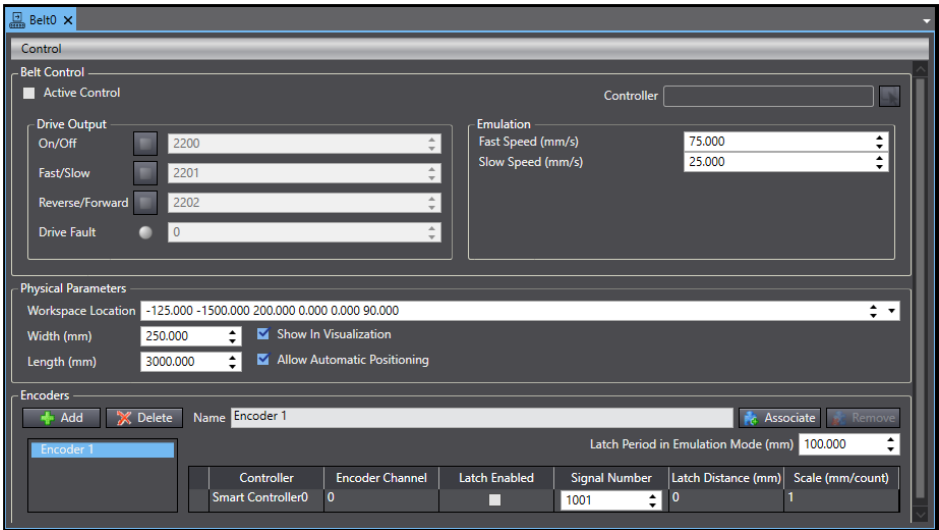 Belt0
Control
Belt Control
Active Control
Controller
Drive Output
On/Off 2200
Fast/Slow 2201
Reverse/Forward 2202
Drive Fault 0
Emulation
Fast Speed (mm/s) 75.000
Slow Speed (mm/s) 25.000
Physical Parameters
Workspace Location -125.000 -1500.000 200.000 0.000 0.000 90.000
Width (mm) 250.000 Show In Visualization
Length (mm) 3000.000 Allow Automatic Positioning
Encoders
Add Delete Name Encoder 1 Associate Remove
Encoder 1
Latch Period in Emulation Mode (mm) 100.000
Controller Encoder Channel Latch Enabled Signal Number Latch Distance (mm) Scale (mm/count)
Smart Controller0 0 1001 0 1